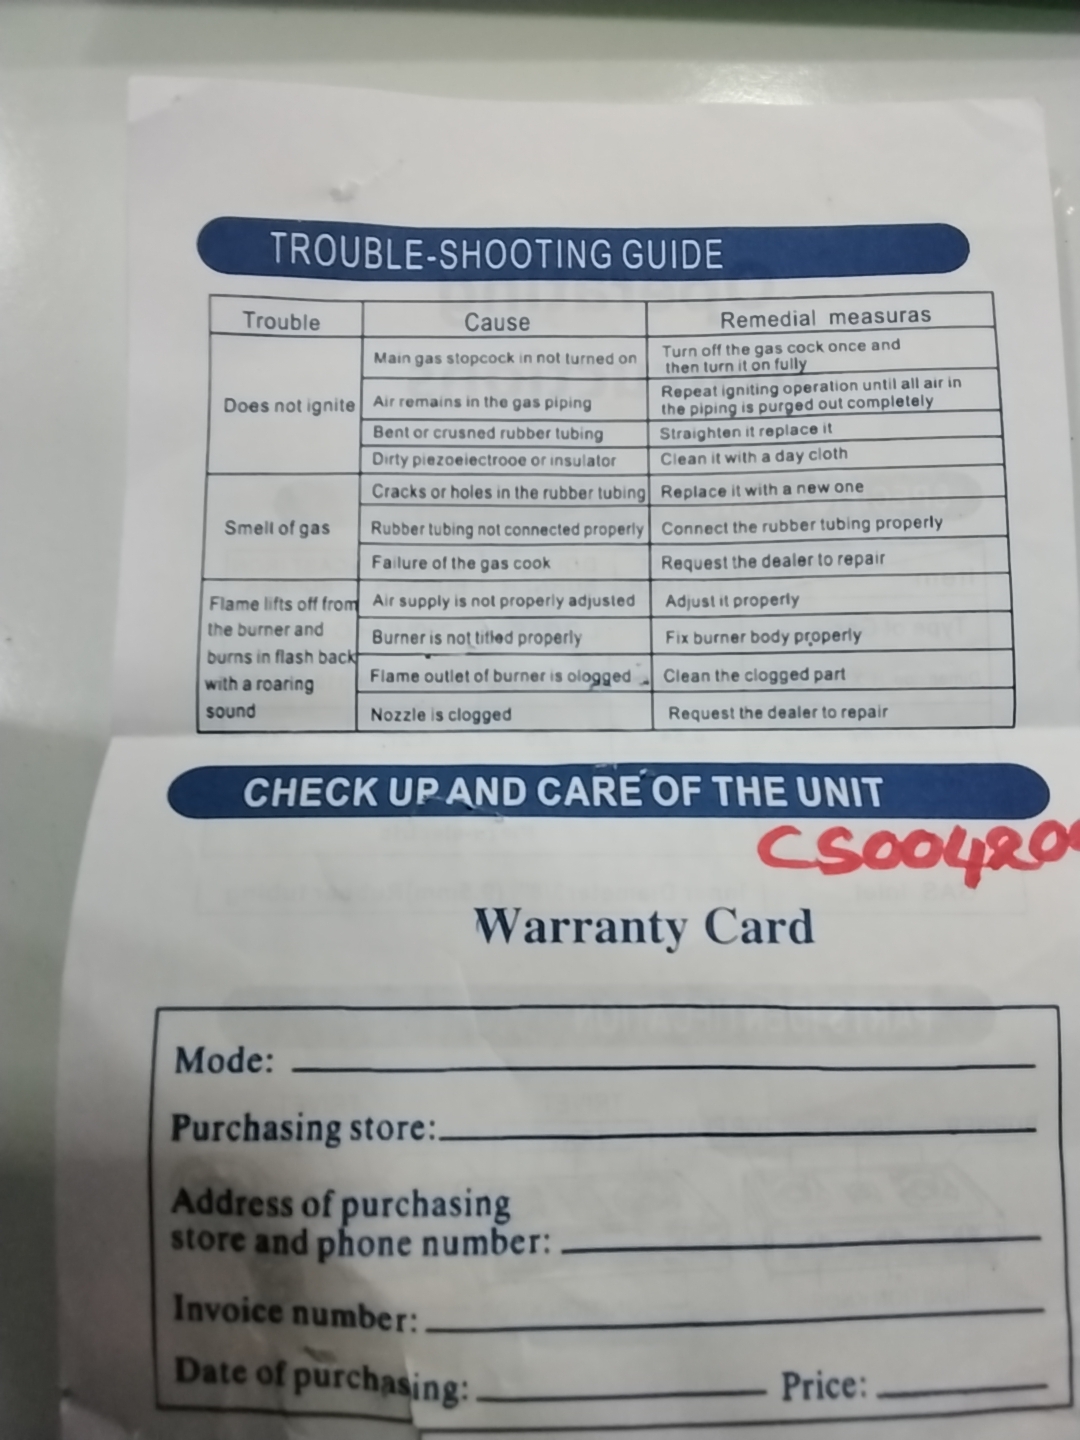 TROUBLE-SHOOTING GUIDE
Trouble Cause Remedial measuras
Does not ignite
Main gas stopcock in not turned on
Turn off the gas cock once and
then turn it on fully
Air remains in the gas piping
Repeat igniting operation until all air in
the piping is purged out completely
Bent or crusned rubber tubing
Straighten it replace it
Dirty piezoeiectrooe or insulator
Clean it with a day cloth
Smell of gas
Cracks or holes in the rubber tubing
Replace it with a new one
Rubber tubing not connected properly
Connect the rubber tubing properly
Failure of the gas cook
Request the dealer to repair
Flame lifts off from
the burner and
burns in flash back
with a roaring
sound
Air supply is not properly adjusted
Adjust it properly
Burner is not titled properly
Fix burner body properly
Flame outlet of burner is ologged
Clean the clogged part
Nozzle is clogged
Request the dealer to repair
CHECK UP AND CARE OF THE UNIT
CS004200
Warranty Card
Mode:
Purchasing store:
Address of purchasing
store and phone number:
Invoice number:
Date of purchasing: Price: